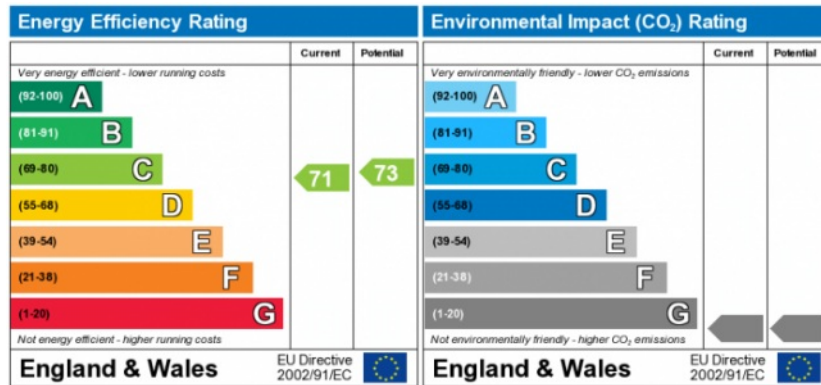 Energy Efficiency Rating
Current Potential
Very energy efficient - lower running costs
(92-100) A
(81-91) B
(69-80) C
71 73
(55-68) D
(39-54) E
(21-38) F
(1-20) G
Not energy efficient - higher running costs
England & Wales
EU Directive
2002/91/EC
Environmental Impact (CO₂) Rating
Current Potential
Very environmentally friendly - lower CO₂ emissions
(92-100) A
(81-91) B
(69-80) C
(55-68) D
(39-54) E
(21-38) F
(1-20) G
Not environmentally friendly - higher CO₂ emissions
England & Wales
EU Directive
2002/91/EC